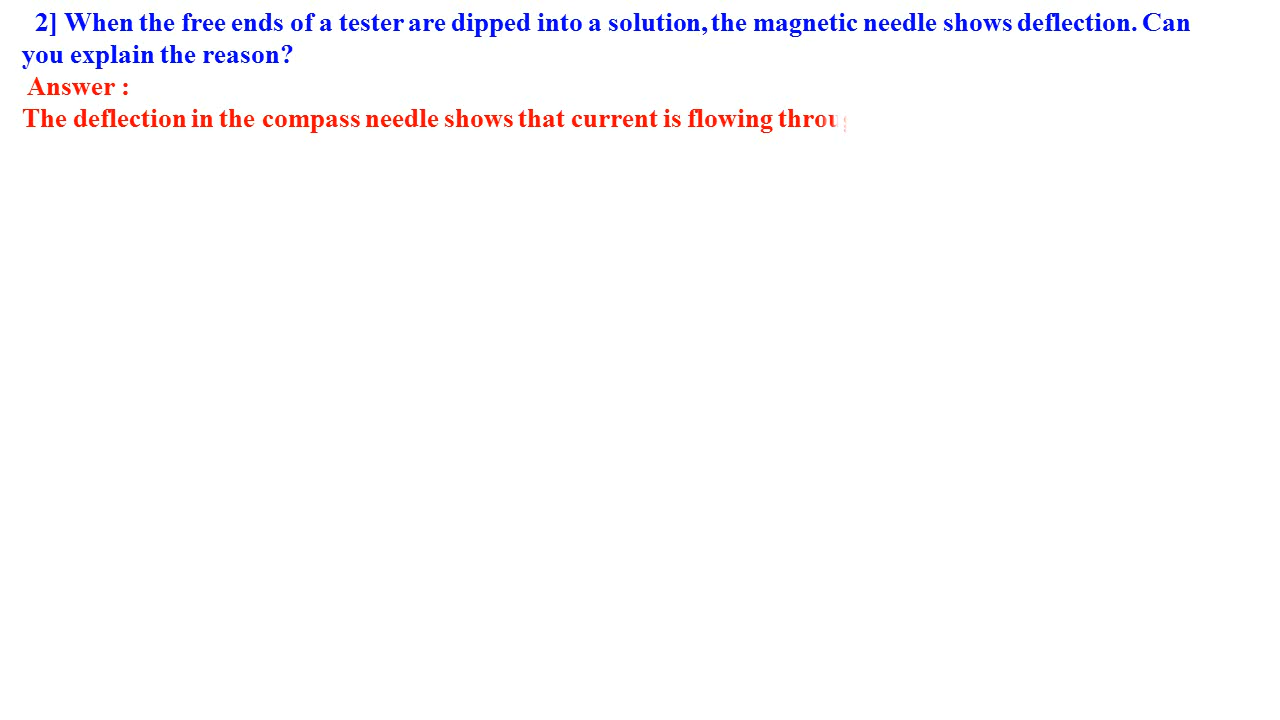 2] When the free ends of a tester are dipped into a solution, the magnetic needle shows deflection. Can
you explain the reason?
Answer :
The deflection in the compass needle shows that current is flowing